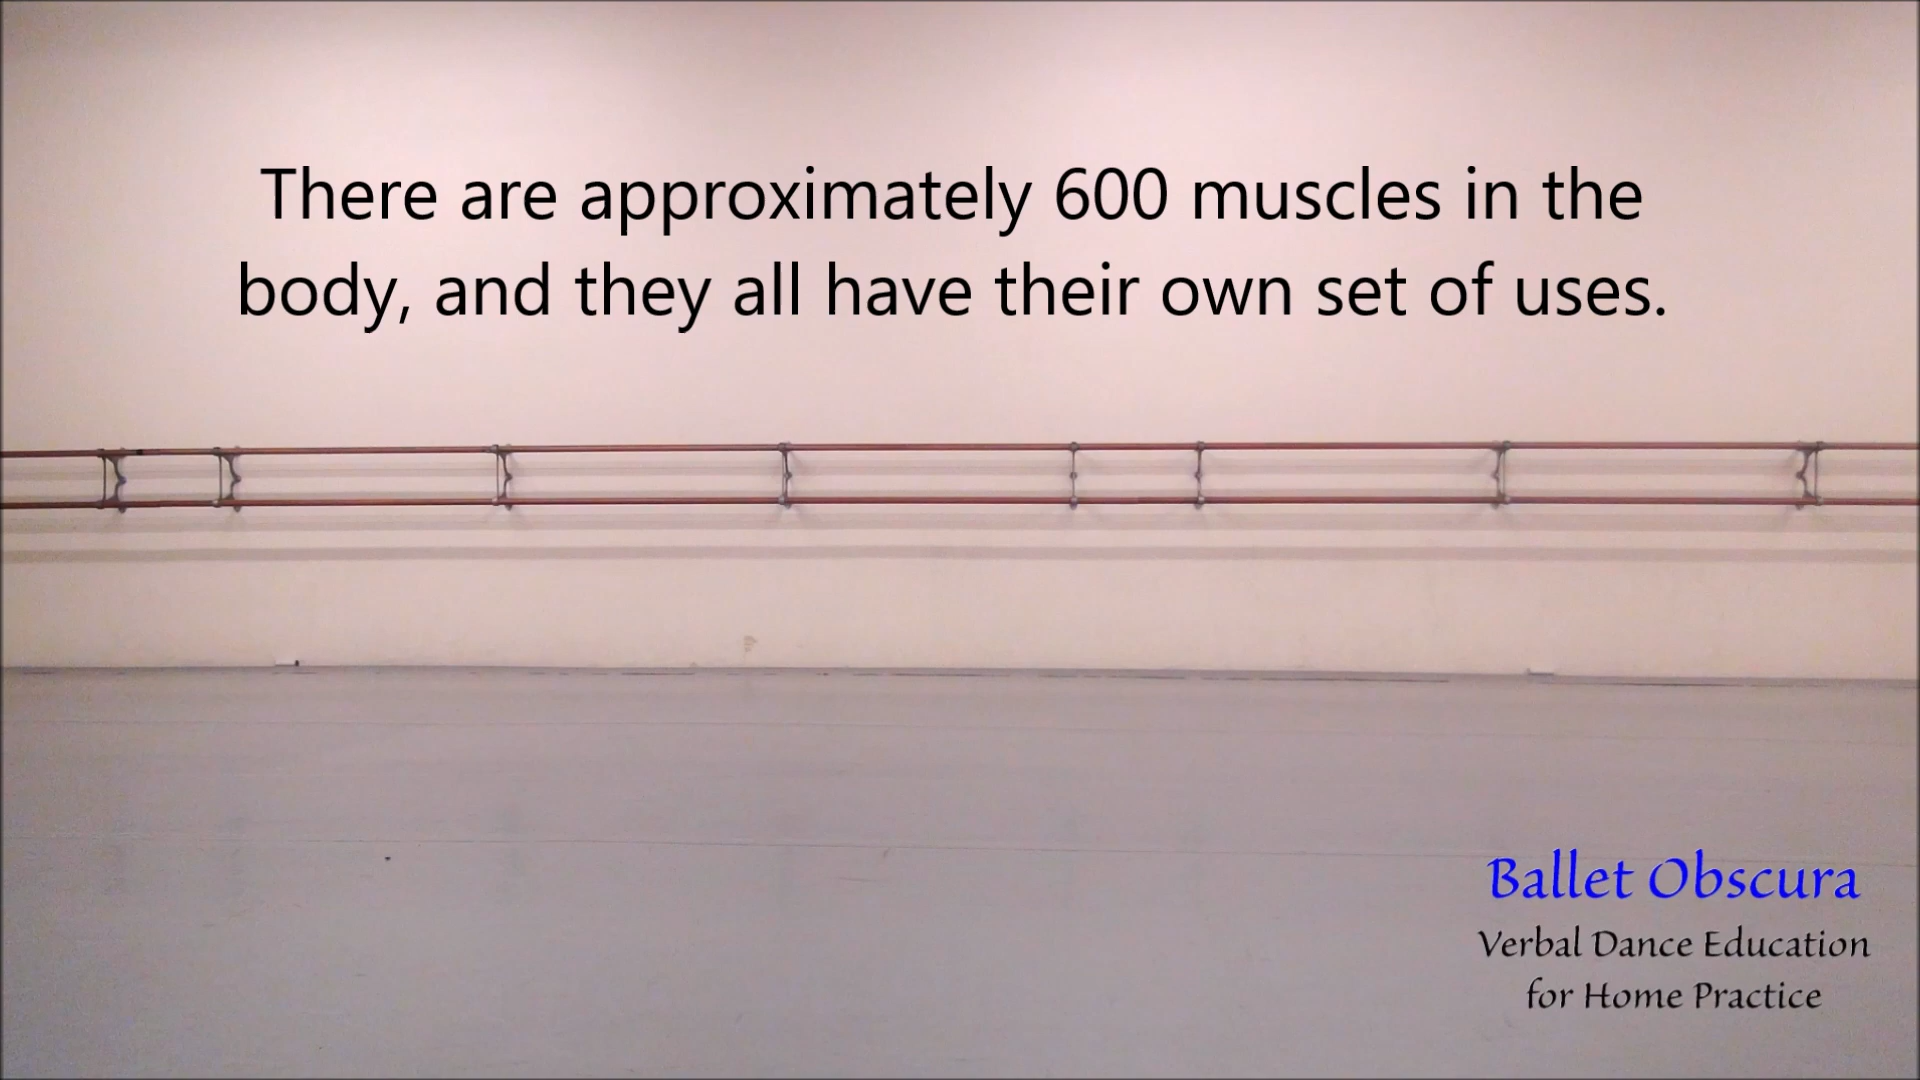 There are approximately 600 muscles in the
body, and they all have their own set of uses.
Ballet Obscura
Verbal Dance Education
for Home Practice